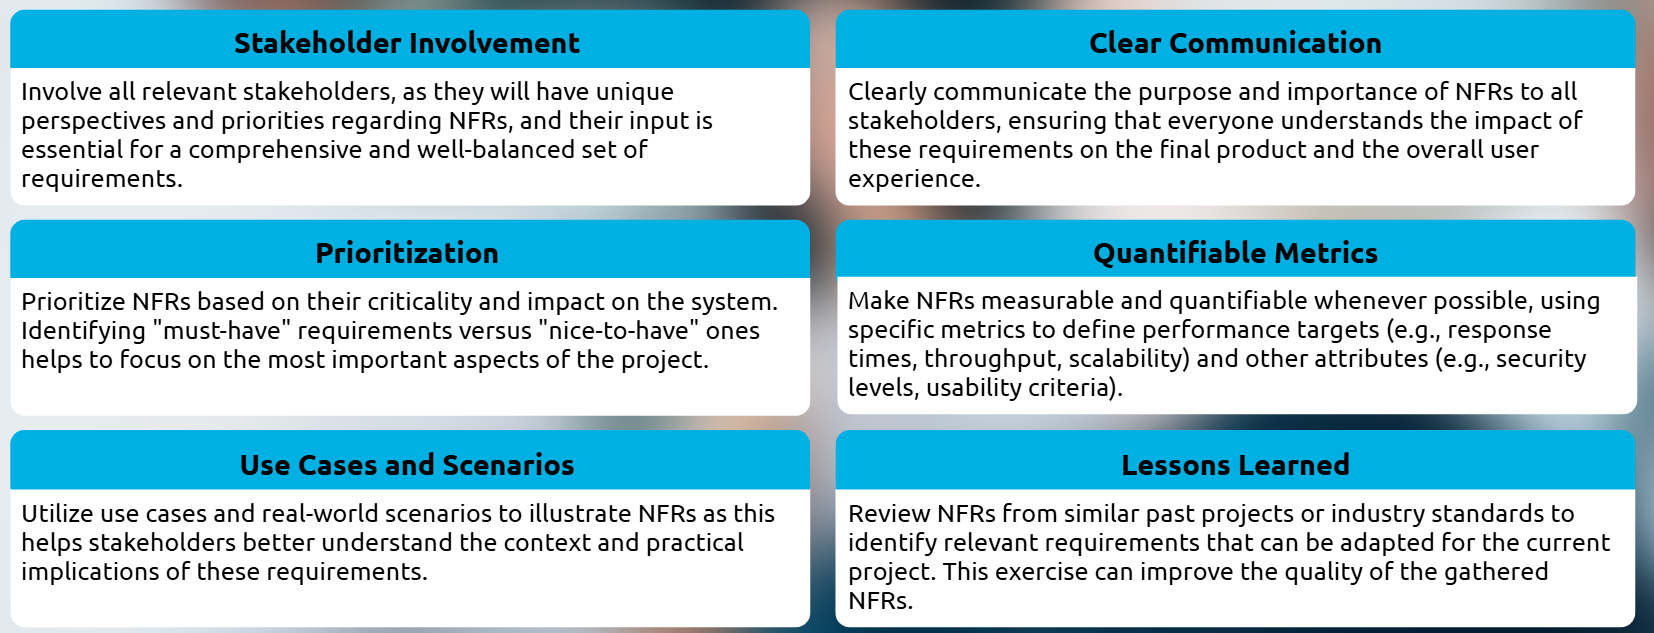 Stakeholder Involvement
Involve all relevant stakeholders, as they will have unique
perspectives and priorities regarding NFRs, and their input is
essential for a comprehensive and well-balanced set of
requirements.
Clear Communication
Clearly communicate the purpose and importance of NFRs to all
stakeholders, ensuring that everyone understands the impact of
these requirements on the final product and the overall user
experience.
Prioritization
Prioritize NFRs based on their criticality and impact on the system.
Identifying "must-have" requirements versus "nice-to-have" ones
helps to focus on the most important aspects of the project.
Quantifiable Metrics
Make NFRs measurable and quantifiable whenever possible, using
specific metrics to define performance targets (e.g., response
times, throughput, scalability) and other attributes (e.g., security
levels, usability criteria).
Use Cases and Scenarios
Utilize use cases and real-world scenarios to illustrate NFRs as this
helps stakeholders better understand the context and practical
implications of these requirements.
Lessons Learned
Review NFRs from similar past projects or industry standards to
identify relevant requirements that can be adapted for the current
project. This exercise can improve the quality of the gathered
NFRs.